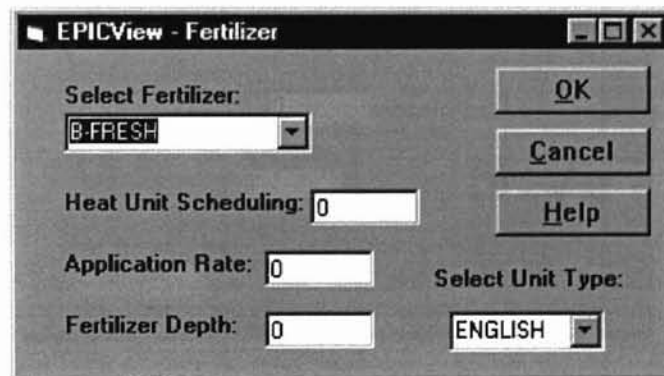 EPICView - Fertilizer
Select Fertilizer:
B-FRESH
OK
Cancel
Heat Unit Scheduling: 0
Help
Application Rate: 0
Select Unit Type:
Fertilizer Depth: 0
ENGLISH